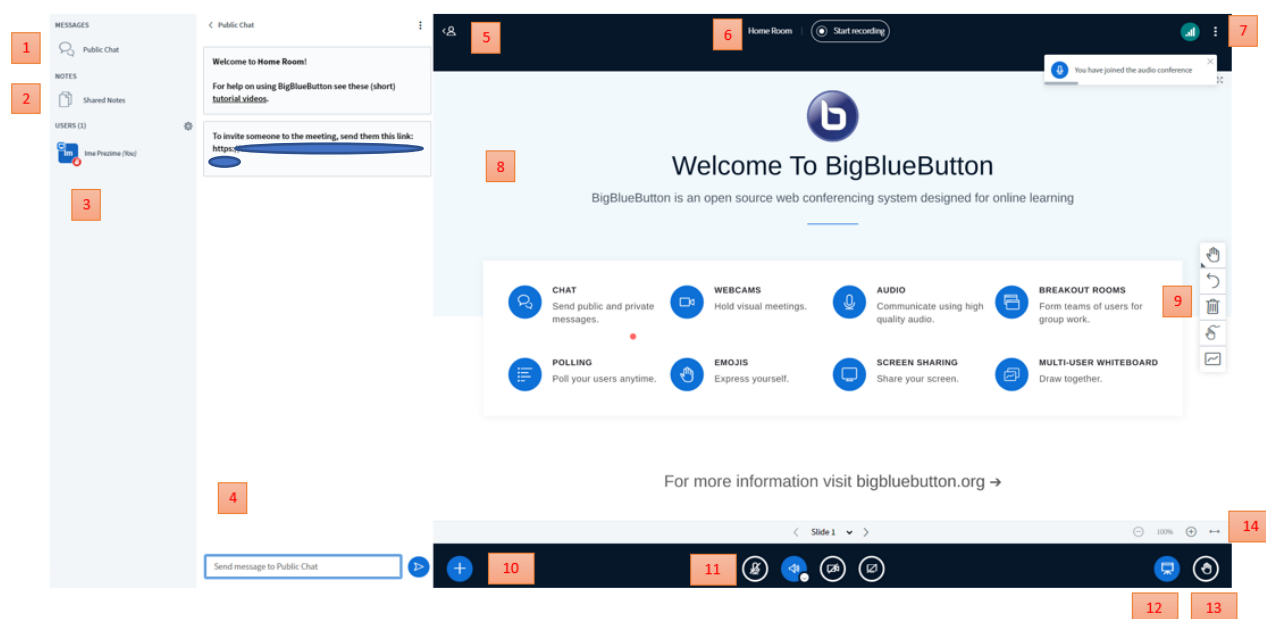 MESSAGES
1
Public Chat
NOTES
2
Shared Notes
USERS (1)
im
Ime Prezime (You)
3
Public Chat
Welcome to Home Room!
For help on using BigBlueButton see these (short)
tutorial videos.
To invite someone to the meeting, send them this link:
https:
4
Send message to Public Chat
5
6
Home Room
Start recording
7
You have joined the audio conference
8
b
Welcome To BigBlueButton
BigBlueButton is an open source web conferencing system designed for online learning
CHAT
Send public and private
messages.
WEBCAMS
Hold visual meetings.
AUDIO
Communicate using high
quality audio.
BREAKOUT ROOMS
Form teams of users for
group work.
9
POLLING
Poll your users anytime.
EMOJIS
Express yourself.
SCREEN SHARING
Share your screen.
MULTI-USER WHITEBOARD
Draw together.
For more information visit bigbluebutton.org →
Slide 1
100%
14
10
11
12
13